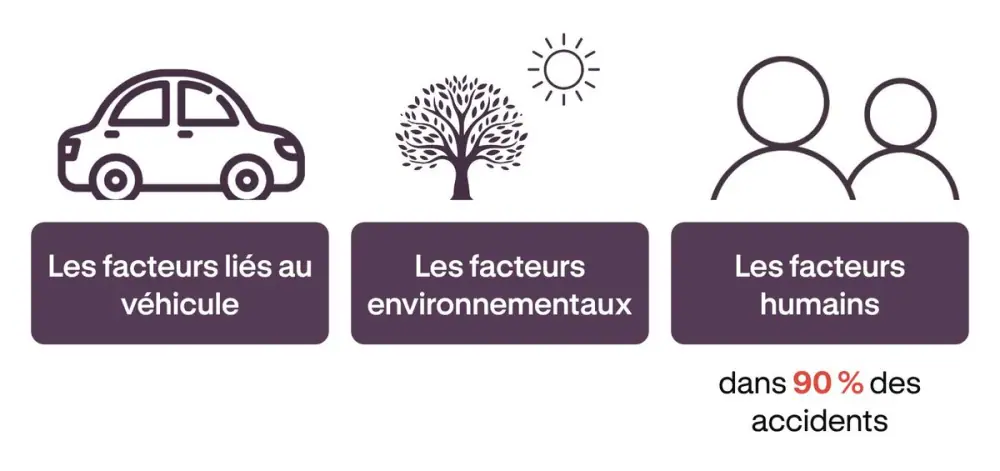 Les facteurs liés au
véhicule
Les facteurs
environnementaux
Les facteurs
humains
dans 90 % des
accidents